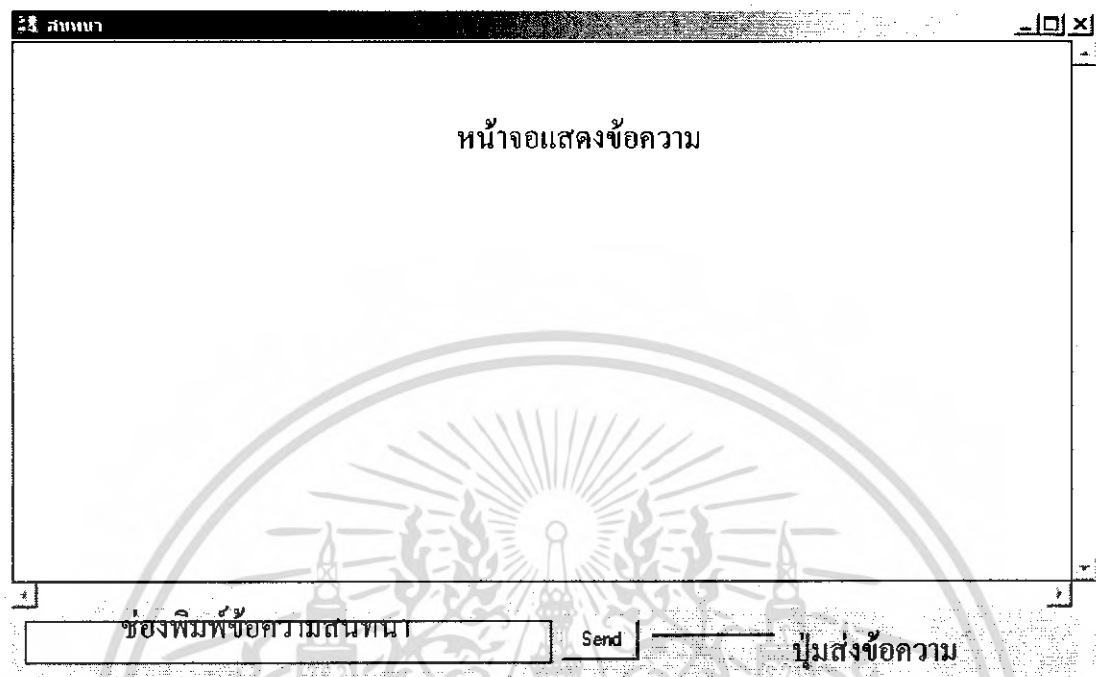 สนทนา
หน้าจอแสดงข้อความ
ช่องพิมพ์ข้อความสนทนา
Send
ปุ่มส่งข้อความ